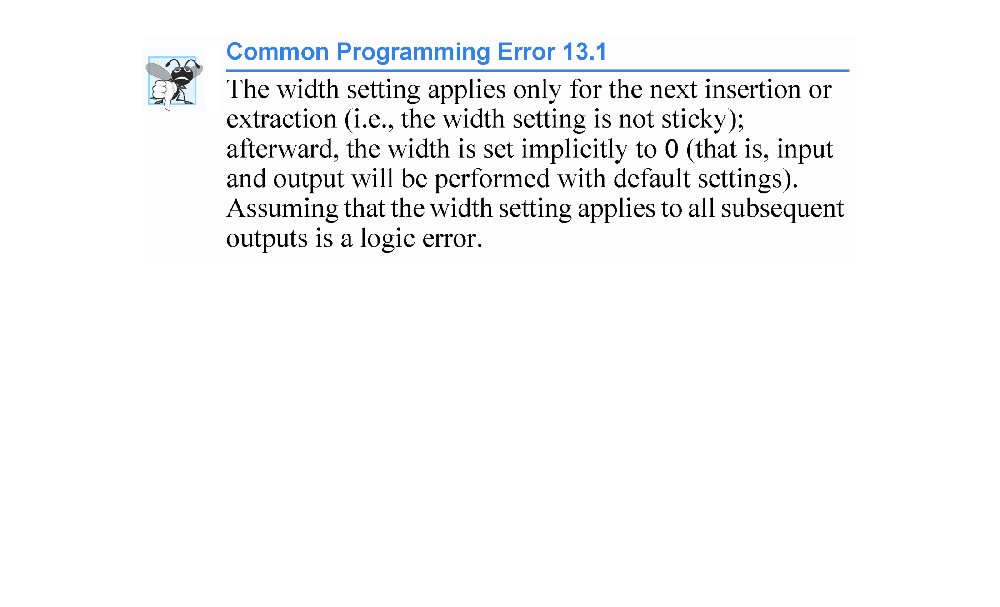 Common Programming Error 13.1
The width setting applies only for the next insertion or
extraction (i.e., the width setting is not sticky);
afterward, the width is set implicitly to 0 (that is, input
and output will be performed with default settings).
Assuming that the width setting applies to all subsequent
outputs is a logic error.